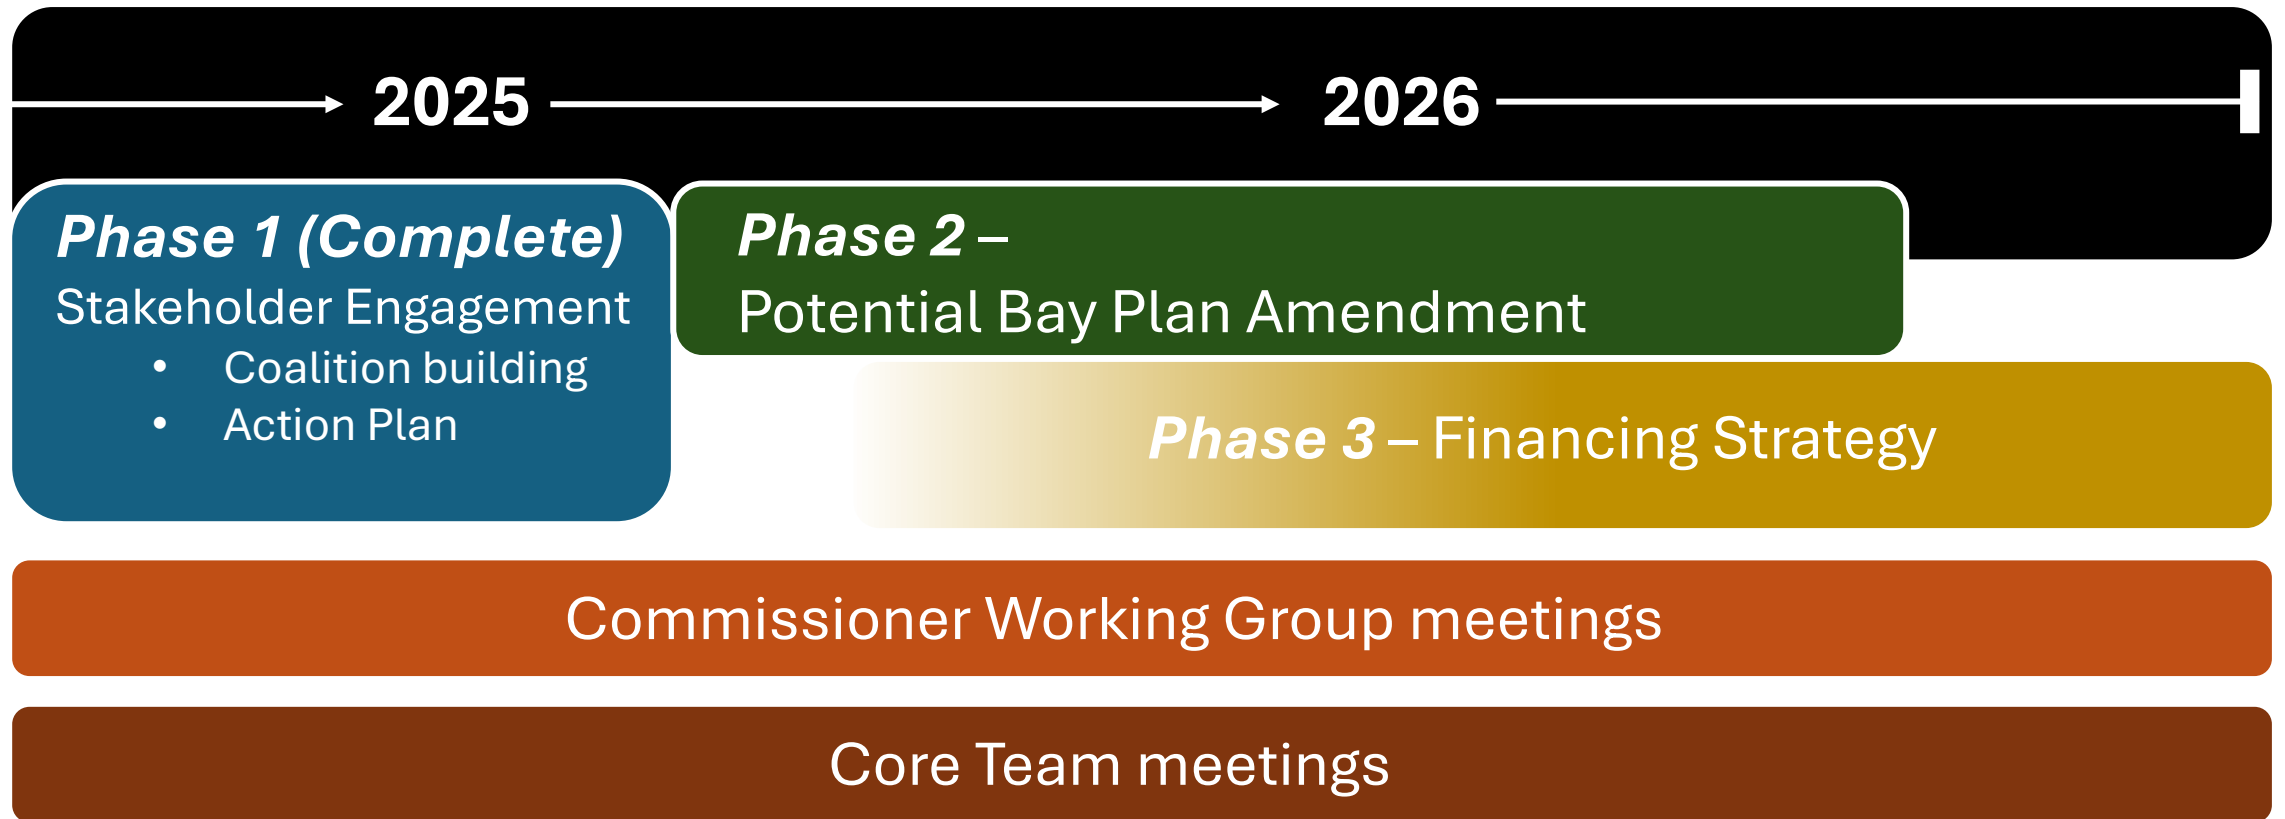 2025
2026
Phase 1 (Complete)
Stakeholder Engagement
• Coalition building
• Action Plan
Phase 2 –
Potential Bay Plan Amendment
Phase 3 – Financing Strategy
Commissioner Working Group meetings
Core Team meetings